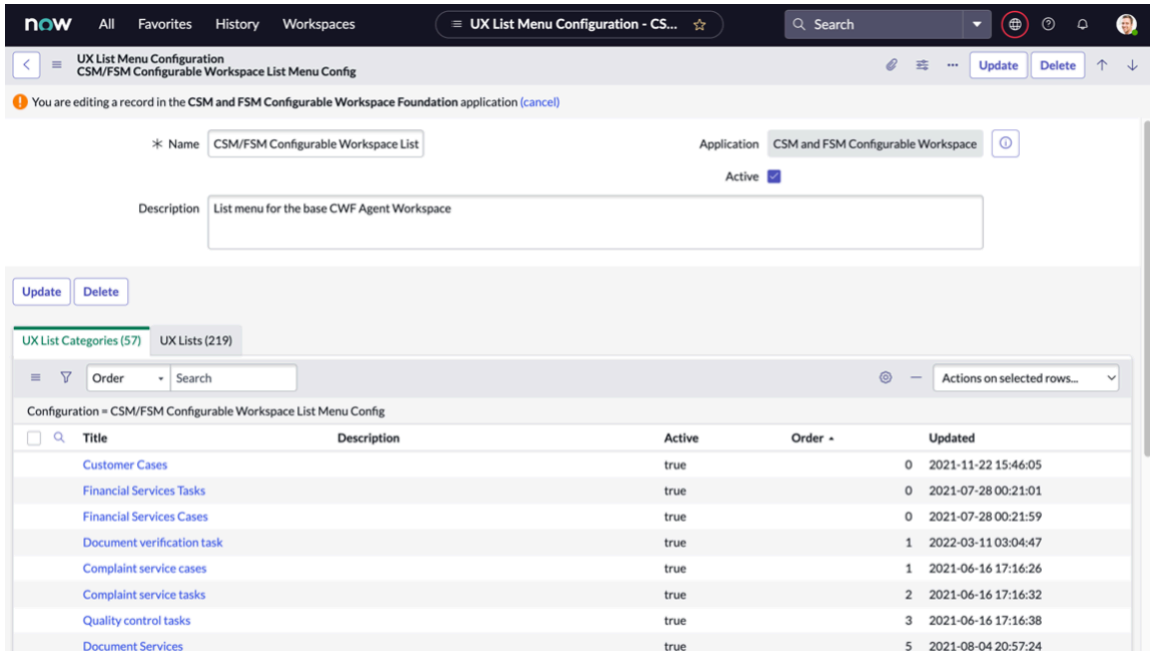 now All Favorites History Workspaces UX List Menu Configuration - CS... Search
UX List Menu Configuration
CSM/FSM Configurable Workspace List Menu Config
Update Delete
You are editing a record in the CSM and FSM Configurable Workspace Foundation application (cancel)
Name CSM/FSM Configurable Workspace List Application CSM and FSM Configurable Workspace
Active
Description List menu for the base CWF Agent Workspace
Update Delete
UX List Categories (57) UX Lists (219)
Order Search Actions on selected rows...
Configuration = CSM/FSM Configurable Workspace List Menu Config
Title Description Active Order Updated
Customer Cases true 0 2021-11-22 15:46:05
Financial Services Tasks true 0 2021-07-28 00:21:01
Financial Services Cases true 0 2021-07-28 00:21:59
Document verification task true 1 2022-03-11 03:04:47
Complaint service cases true 1 2021-06-16 17:16:26
Complaint service tasks true 2 2021-06-16 17:16:32
Quality control tasks true 3 2021-06-16 17:16:38
Document Services true 5 2021-08-04 20:57:24